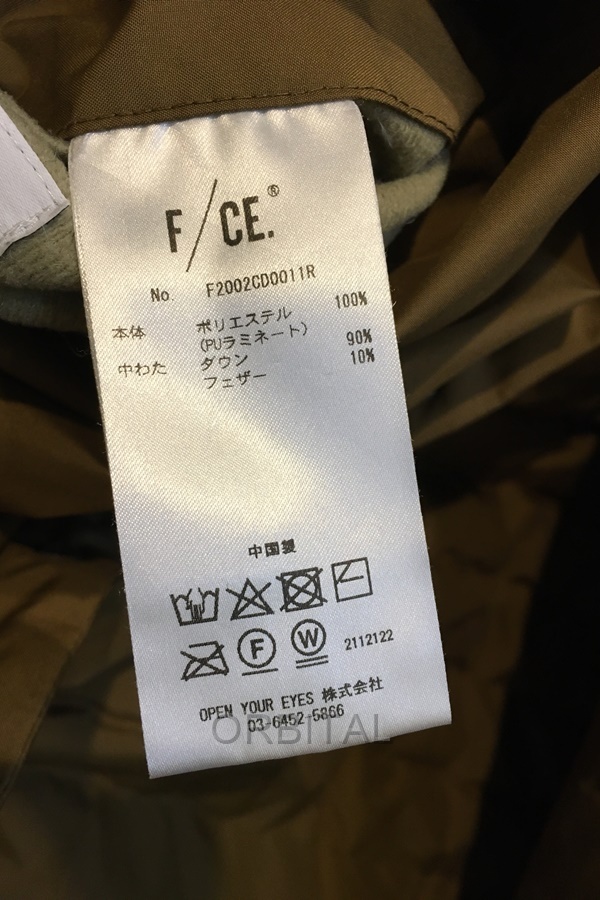 F/CE.®
No. F2002CD0011R
本体 ポリエステル 100%
(PUラミネート)
中わた ダウン 90%
フェザー 10%
中国製
F W 2112122
OPEN YOUR EYES 株式会社
03-6452-5866
ORBITAL